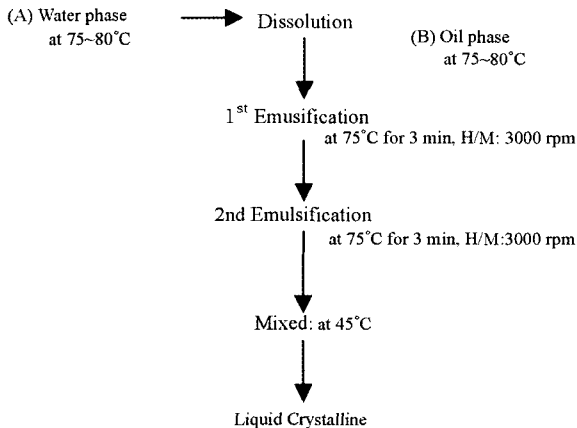 (A) Water phase
at 75~80°C
Dissolution
(B) Oil phase
at 75~80°C
1st Emusification
at 75°C for 3 min, H/M: 3000 rpm
2nd Emulsification
at 75°C for 3 min, H/M:3000 rpm
Mixed: at 45°C
Liquid Crystalline